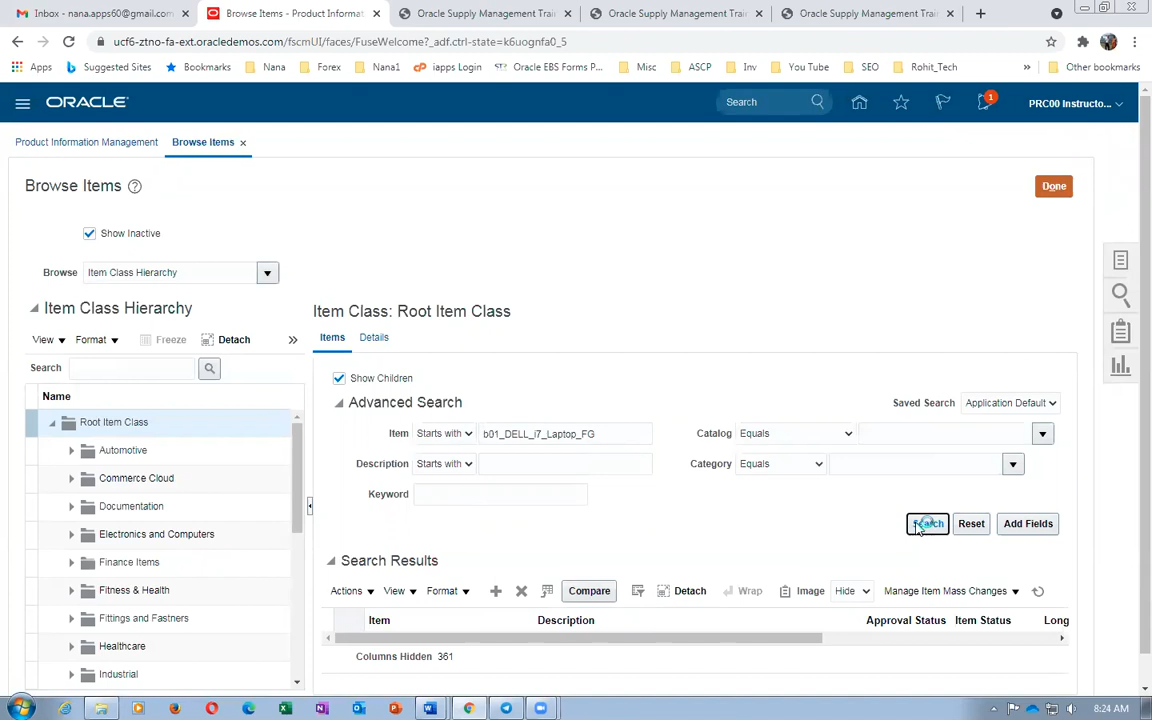 Inbox - nana.apps60@gmail.com
Browse Items - Product Informat
Oracle Supply Management Trai
Oracle Supply Management Trai
Oracle Supply Management Trai
ucf6-ztno-fa-ext.oracledemos.com/fscmUI/faces/FuseWelcome?_adf.ctrl-state=k6uognfa0_5
Apps Suggested Sites Bookmarks Nana Forex Nana1 iapps Login Oracle EBS Forms P... Misc ASCP Inv You Tube SEO Rohit_Tech » Other bookmarks
ORACLE Search 1 PRC00 Instructo...
Product Information Management Browse Items
Browse Items Done
Show Inactive
Browse Item Class Hierarchy
Item Class Hierarchy
View Format Freeze Detach »
Search
Name
Root Item Class
Automotive
Commerce Cloud
Documentation
Electronics and Computers
Finance Items
Fitness & Health
Fittings and Fastners
Healthcare
Industrial
Item Class: Root Item Class
Items Details
Show Children
Advanced Search Saved Search Application Default
Item Starts with b01_DELL_i7_Laptop_FG Catalog Equals
Description Starts with Category Equals
Keyword
Search Reset Add Fields
Search Results
Actions View Format Compare Detach Wrap Image Hide Manage Item Mass Changes
Item Description Approval Status Item Status Long
Columns Hidden 361
8:24 AM